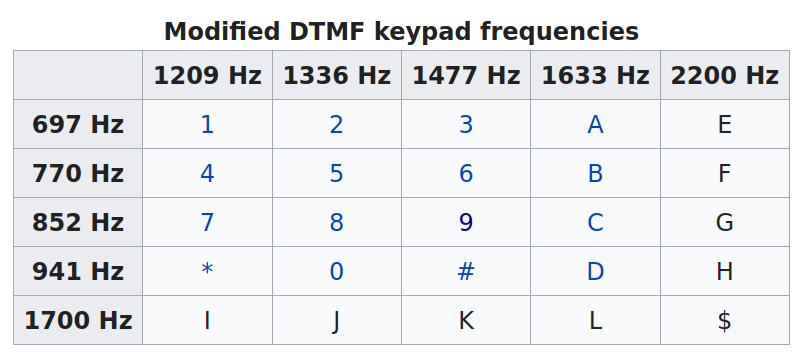 Modified DTMF keypad frequencies
1209 Hz 1336 Hz 1477 Hz 1633 Hz 2200 Hz
697 Hz 1 2 3 A E
770 Hz 4 5 6 B F
852 Hz 7 8 9 C G
941 Hz * 0 # D H
1700 Hz I J K L $